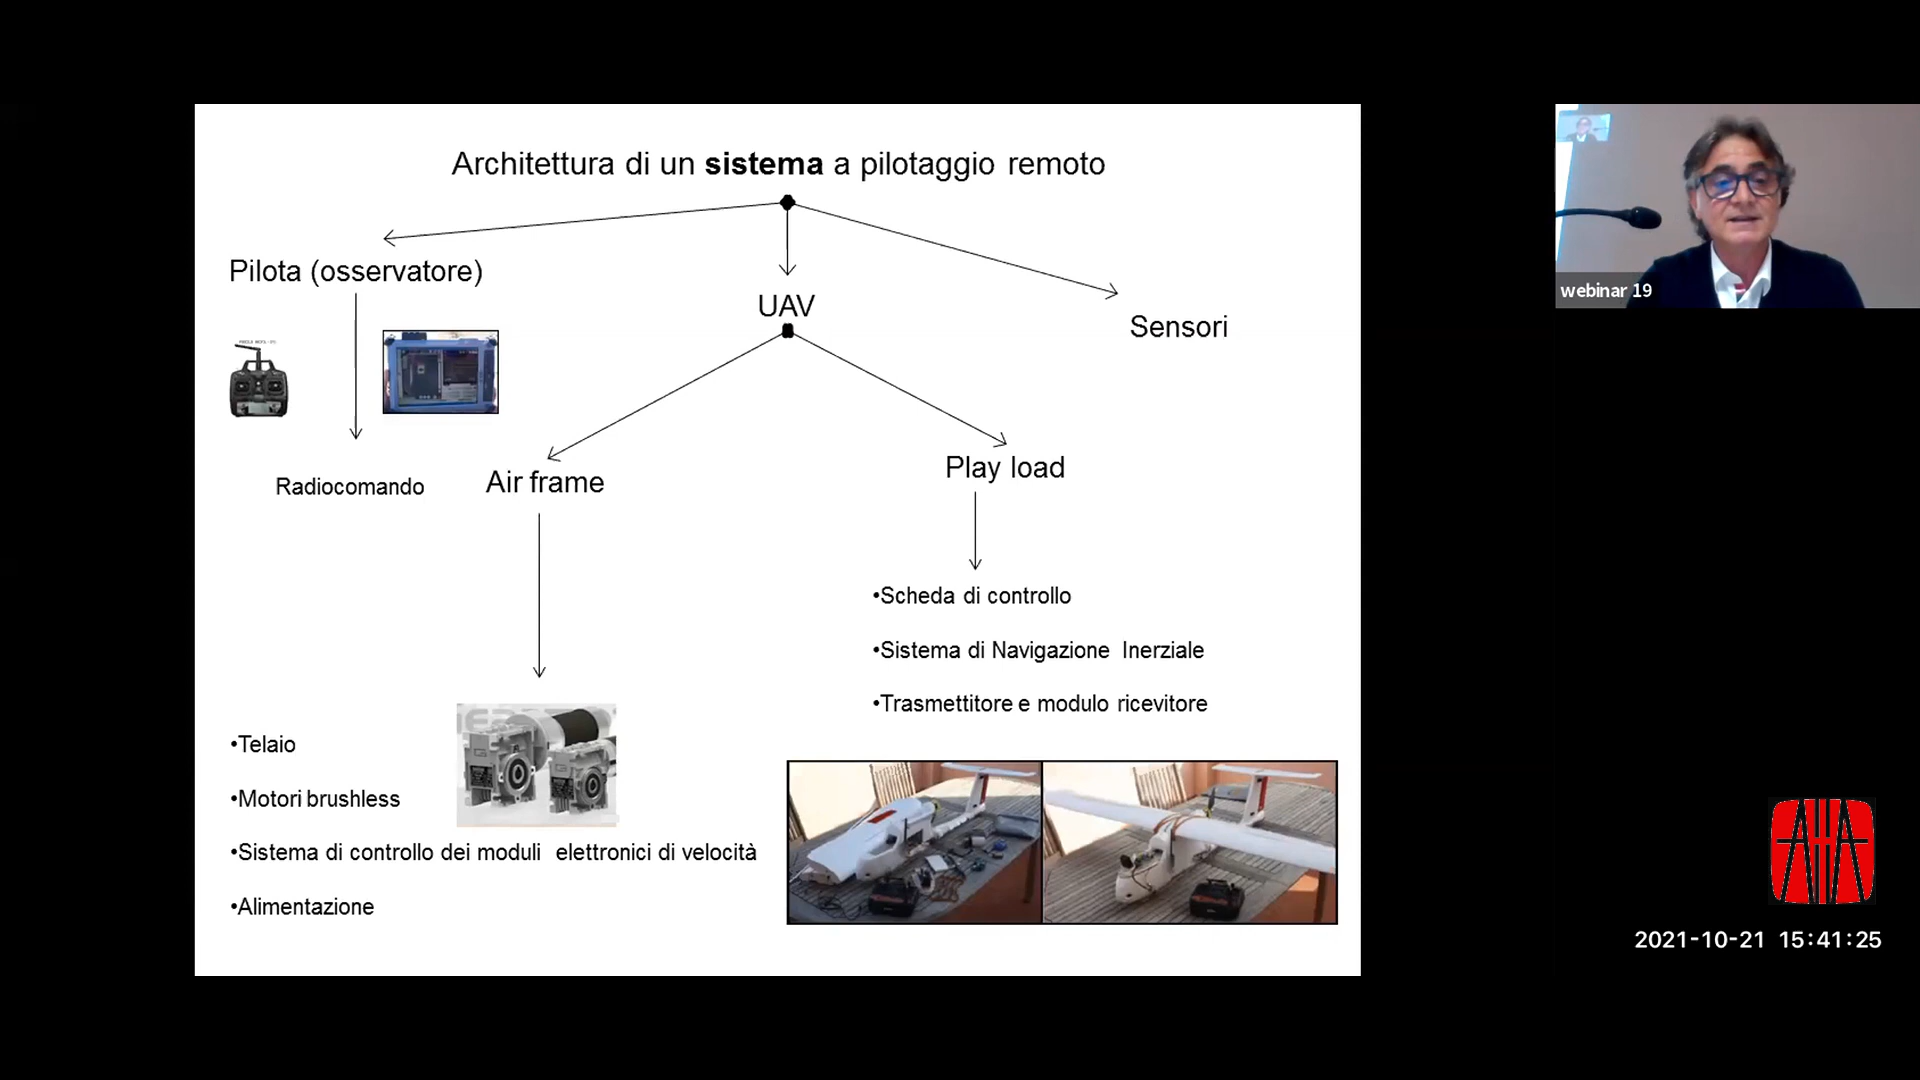 Architettura di un sistema a pilotaggio remoto
Pilota (osservatore)
UAV
Sensori
Radiocomando
Air frame
Play load
•Scheda di controllo
•Sistema di Navigazione Inerziale
•Trasmettitore e modulo ricevitore
•Telaio
•Motori brushless
•Sistema di controllo dei moduli elettronici di velocità
•Alimentazione
webinar 19
2021-10-21 15:41:25